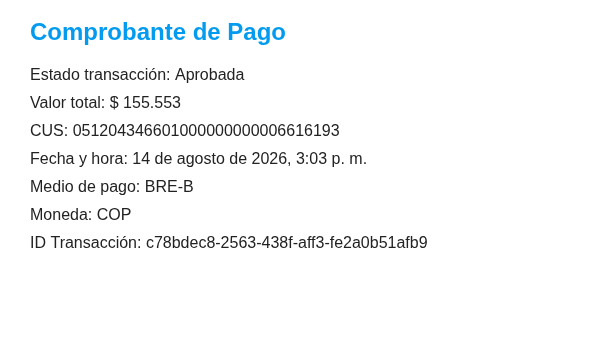 Comprobante de Pago
Estado transacción: Aprobada
Valor total: $ 155.553
CUS: 051204346601000000000006616193
Fecha y hora: 14 de agosto de 2026, 3:03 p. m.
Medio de pago: BRE-B
Moneda: COP
ID Transacción: c78bdec8-2563-438f-aff3-fe2a0b51afb9